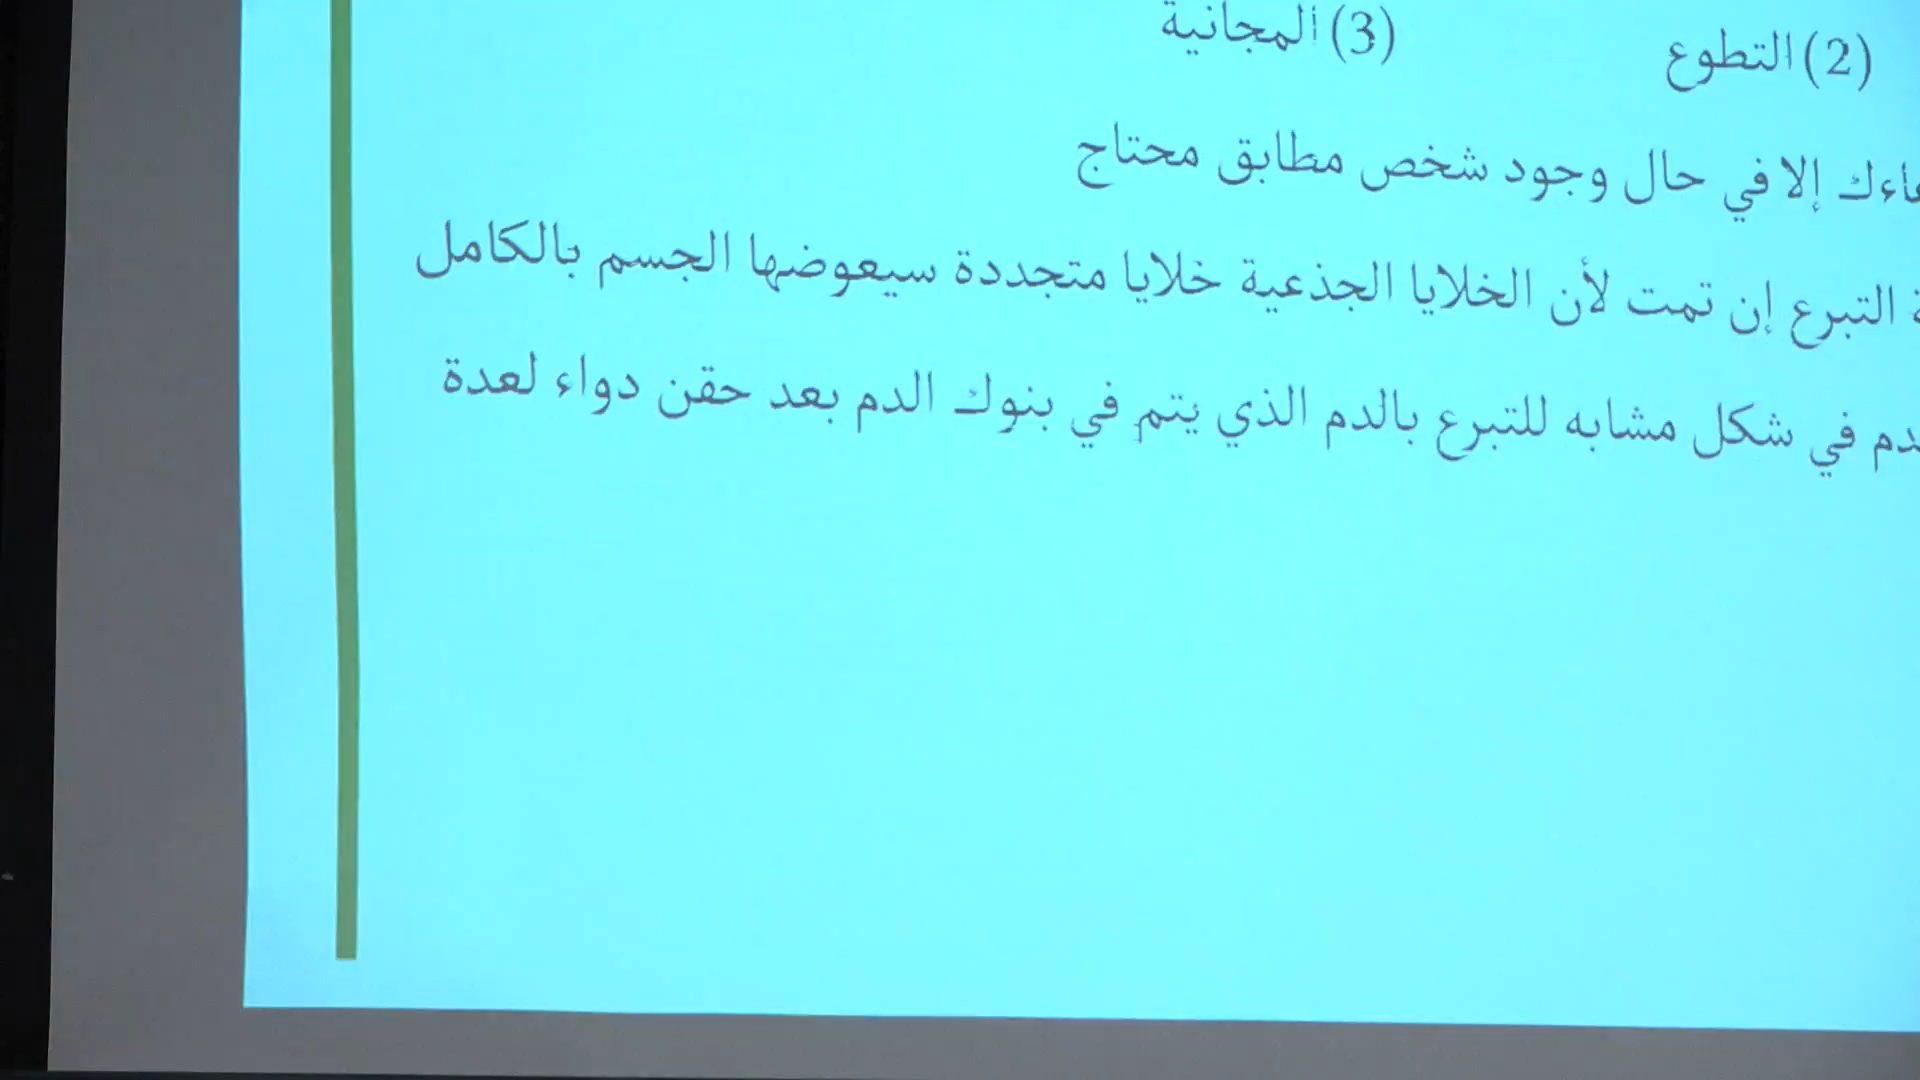 (2) التطوع (3) المجانية
إلا في حال وجود شخص مطابق محتاج
التبرع إن تمت لأن الخلايا الجذعية خلايا متجددة سيعوضها الجسم بالكامل
في شكل مشابه للتبرع بالدم الذي يتم في بنوك الدم بعد حقن دواء لعدة